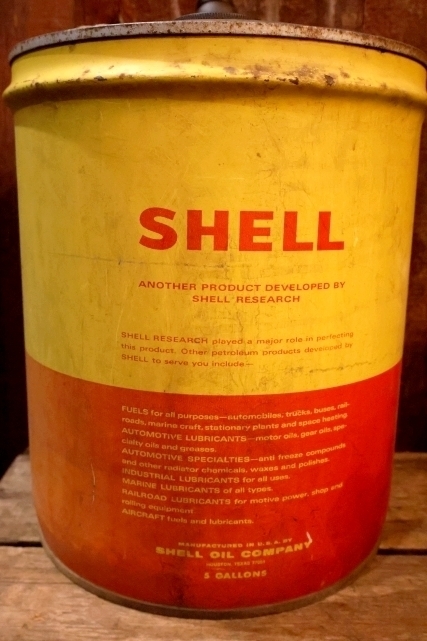 SHELL
ANOTHER PRODUCT DEVELOPED BY
SHELL RESEARCH
SHELL RESEARCH played a major role in perfecting
this product. Other petroleum products developed by
SHELL to serve you include—
FUELS for all purposes—automobiles, trucks, buses, rail-
roads, marine craft, stationary plants and space heating.
AUTOMOTIVE LUBRICANTS—motor oils, gear oils, spe-
cialty oils and greases.
AUTOMOTIVE SPECIALTIES—anti freeze compounds
and other radiator chemicals, waxes and polishes.
INDUSTRIAL LUBRICANTS for all uses.
MARINE LUBRICANTS of all types.
RAILROAD LUBRICANTS for motive power, shop and
rolling equipment
AIRCRAFT fuels and lubricants.
MANUFACTURED IN U.S.A. BY
SHELL OIL COMPANY
HOUSTON, TEXAS
5 GALLONS